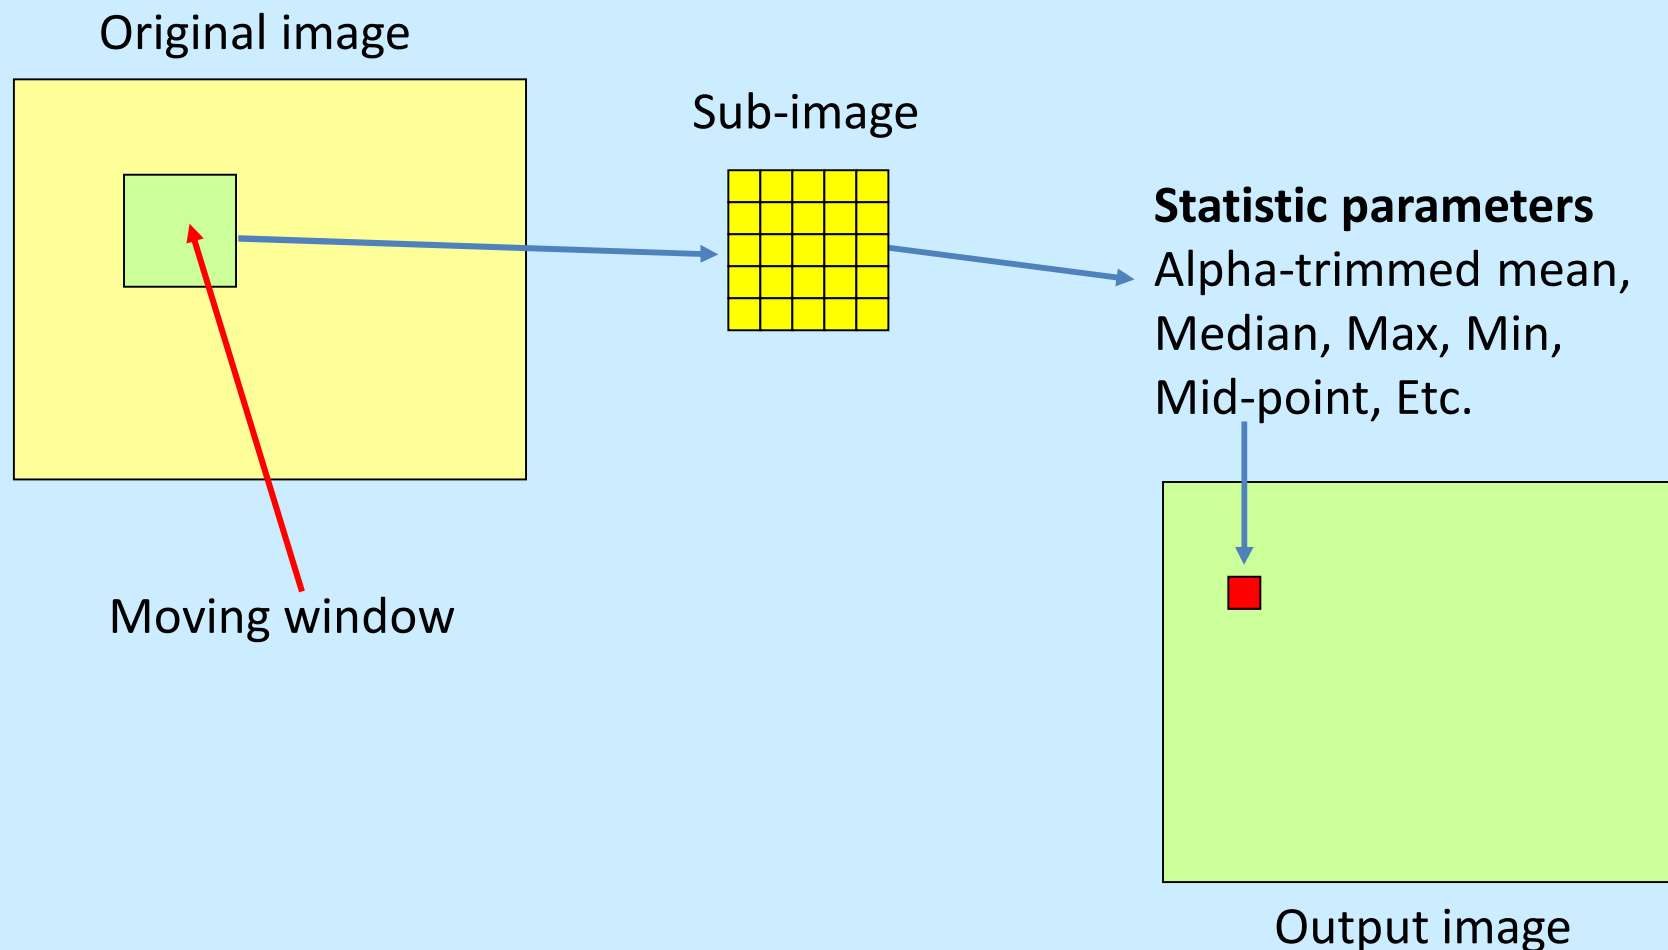 Original image
Sub-image
Statistic parameters
Alpha-trimmed mean,
Median, Max, Min,
Mid-point, Etc.
Moving window
Output image